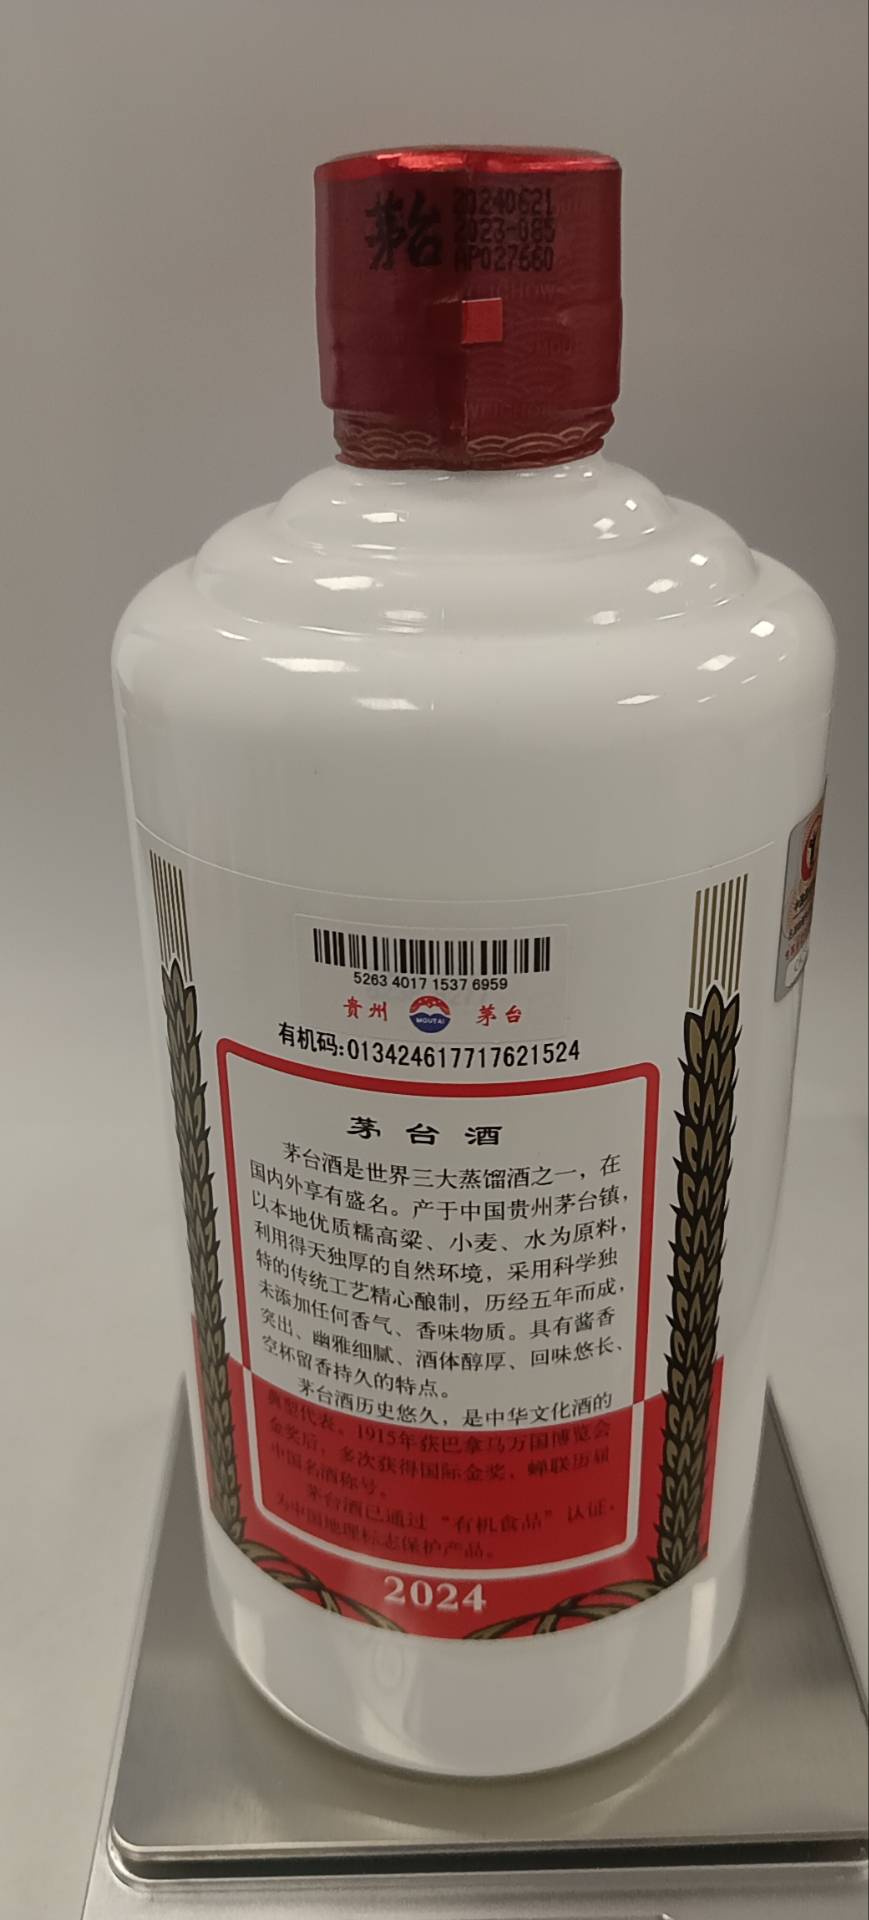 茅台
20240621
2023-085
AP027660
5263 4017 1537 6959
贵州 MOUTAI 茅台
有机码:013424617717621524
茅台酒
茅台酒是世界三大蒸馏酒之一，在
国内外享有盛名。产于中国贵州茅台镇，
以本地优质糯高粱、小麦、水为原料，
利用得天独厚的自然环境，采用科学独
特的传统工艺精心酿制，历经五年而成，
未添加任何香气、香味物质。具有酱香
突出、幽雅细腻、酒体醇厚、回味悠长、
空杯留香持久的特点。
茅台酒历史悠久，是中华文化酒的
典型代表。1915年获巴拿马万国博览会
金奖后，多次获得国际金奖，蝉联历届
中国名酒称号。
茅台酒已通过“有机食品”认证，
为中国地理标志保护产品。
2024